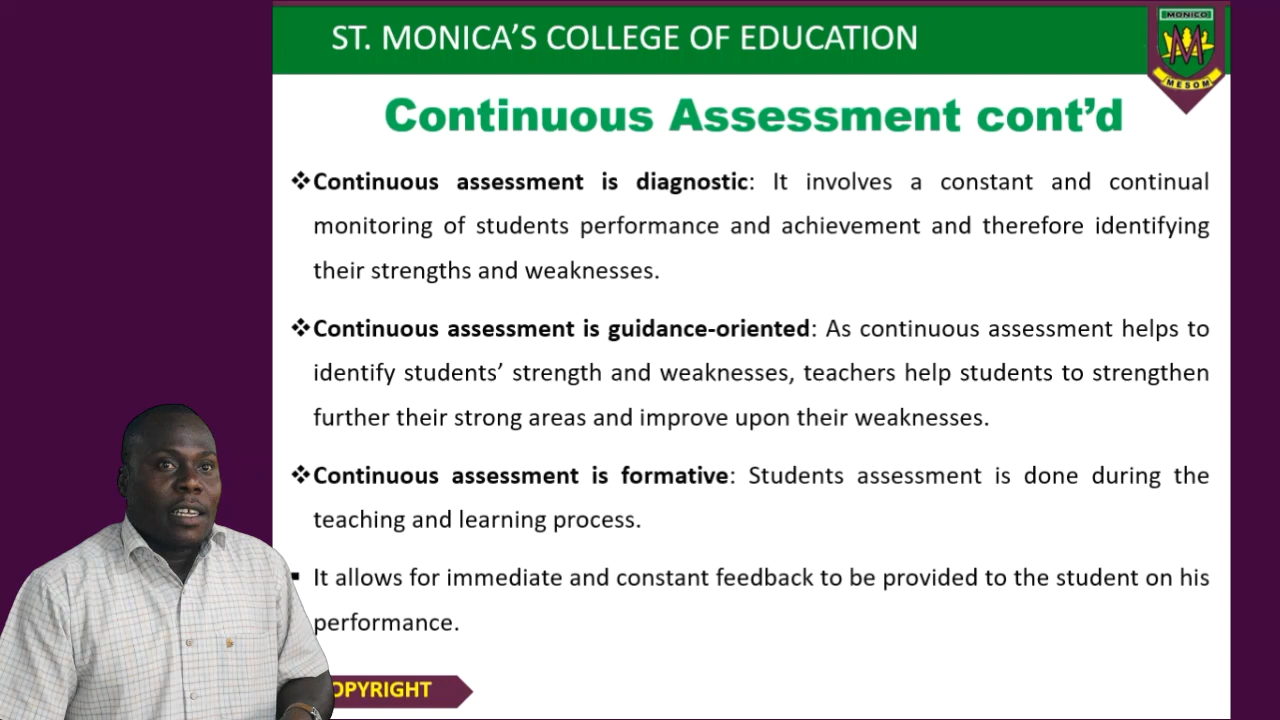 ST. MONICA’S COLLEGE OF EDUCATION
MONICO
M
MESOM
Continuous Assessment cont’d
❖Continuous assessment is diagnostic: It involves a constant and continual
monitoring of students performance and achievement and therefore identifying
their strengths and weaknesses.
❖Continuous assessment is guidance-oriented: As continuous assessment helps to
identify students’ strength and weaknesses, teachers help students to strengthen
further their strong areas and improve upon their weaknesses.
❖Continuous assessment is formative: Students assessment is done during the
teaching and learning process.
▪ It allows for immediate and constant feedback to be provided to the student on his
performance.
OPYRIGHT